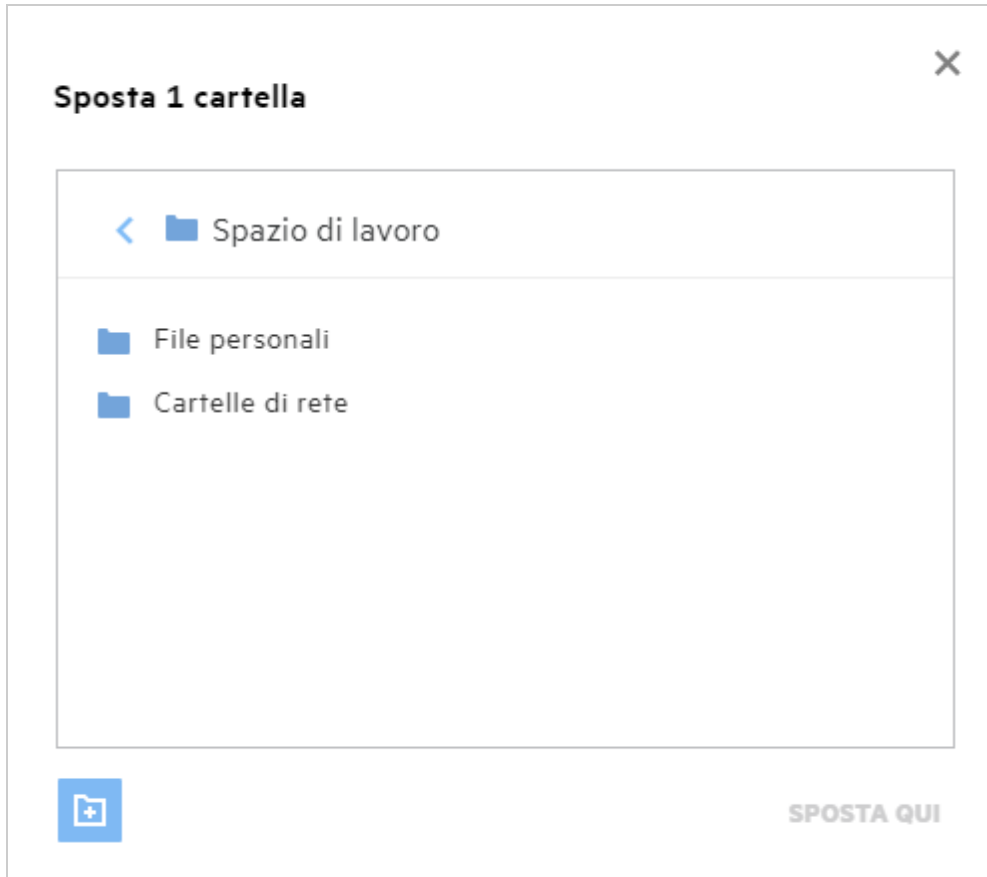 Sposta 1 cartella
Spazio di lavoro
File personali
Cartelle di rete
SPOSTA QUI